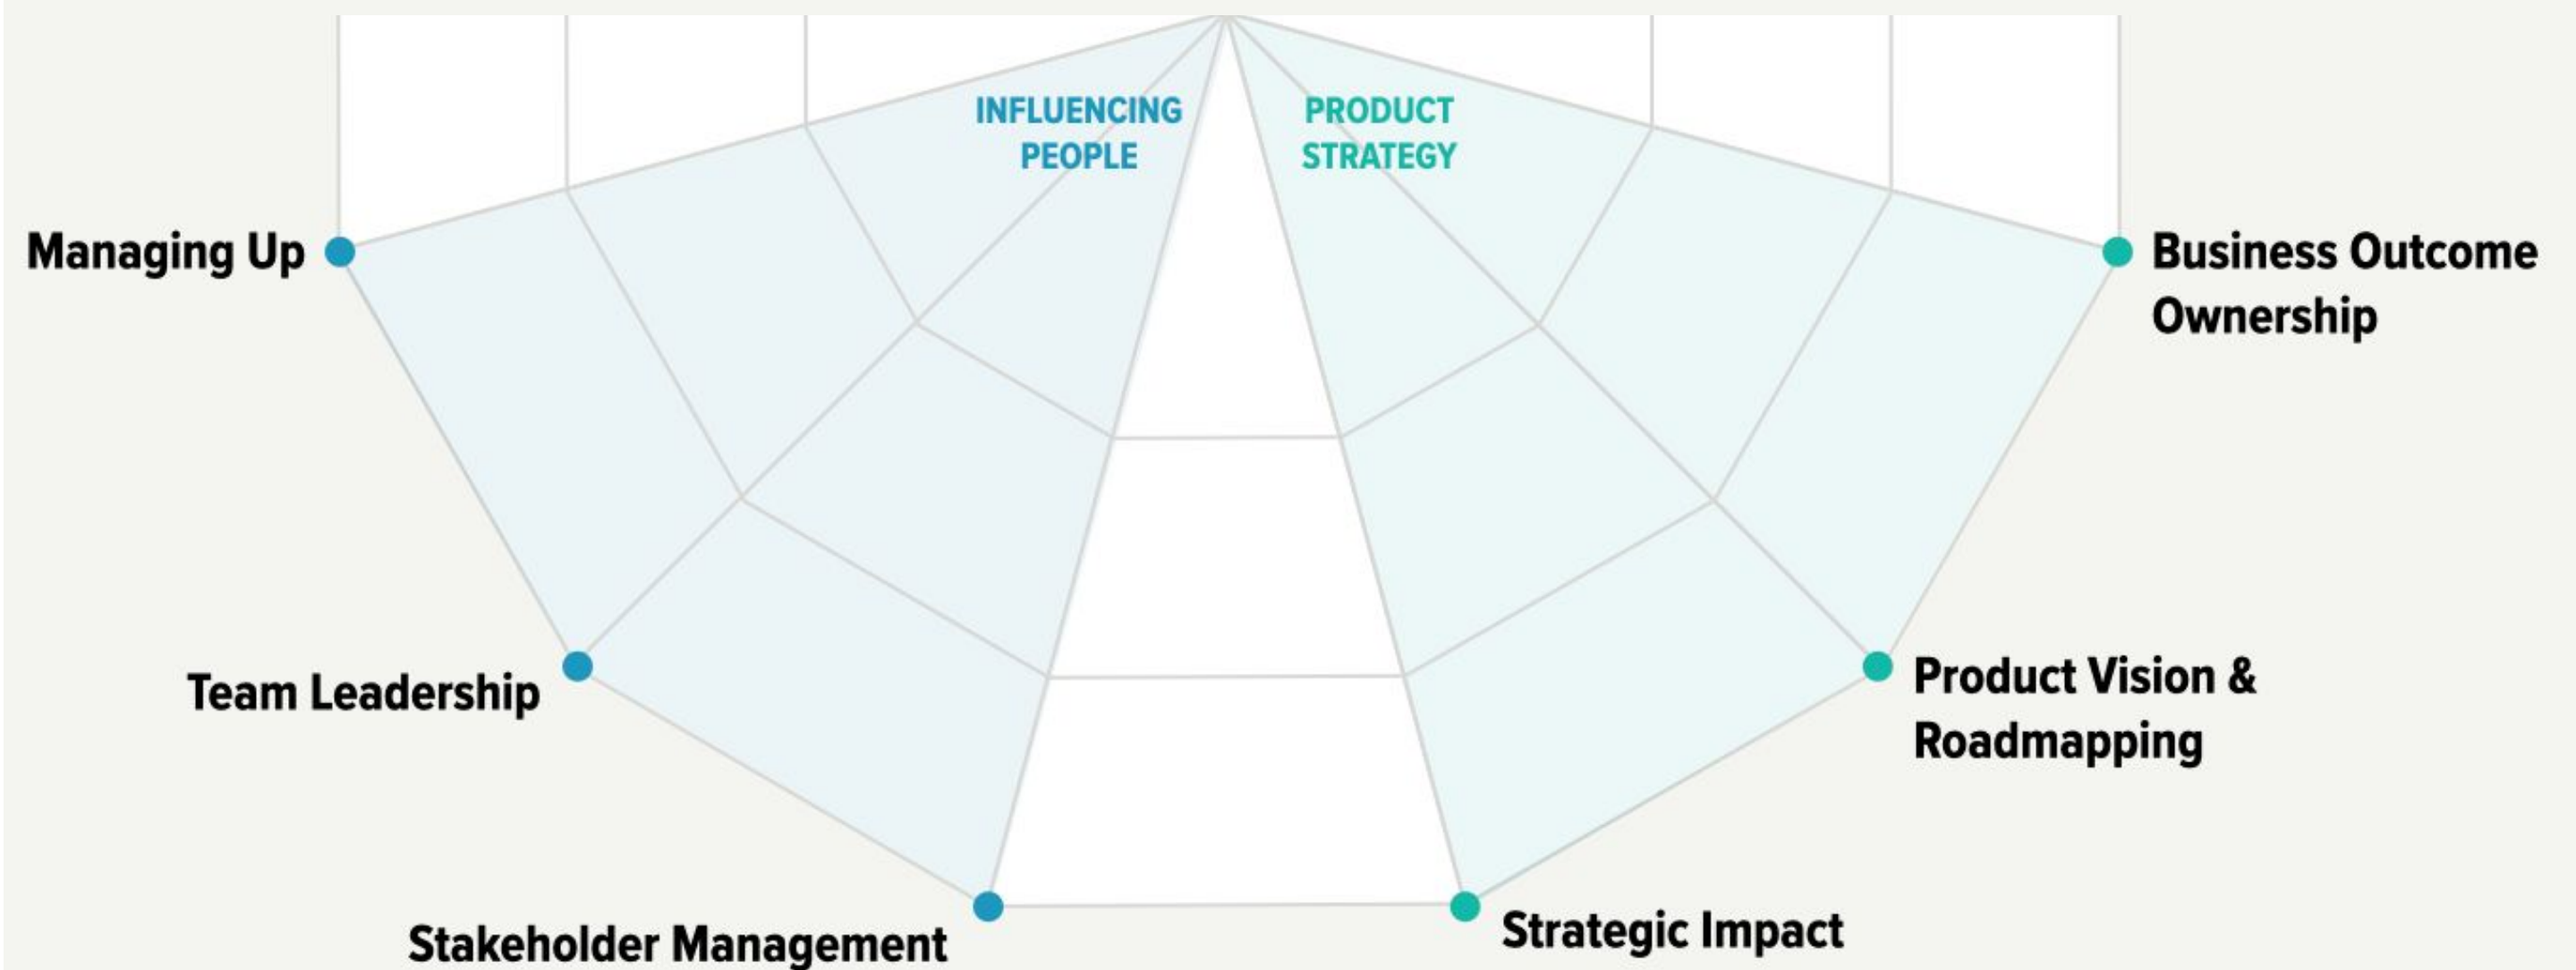 INFLUENCING
PEOPLE
PRODUCT
STRATEGY
Managing Up
Business Outcome
Ownership
Team Leadership
Product Vision &
Roadmapping
Stakeholder Management
Strategic Impact